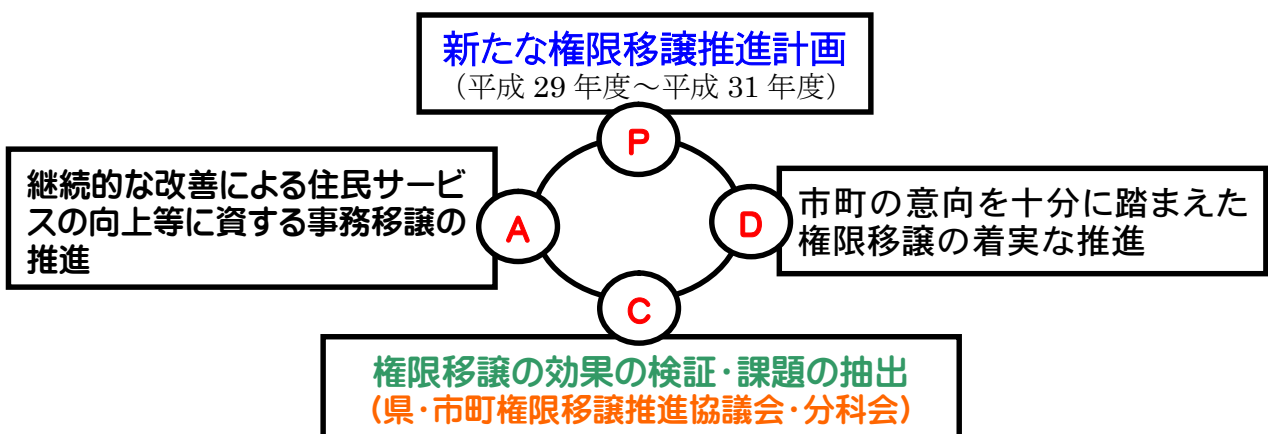 新たな権限移譲推進計画
（平成 29 年度～平成 31 年度）
P
継続的な改善による住民サービ
スの向上等に資する事務移譲の
推進
A
D
市町の意向を十分に踏まえた
権限移譲の着実な推進
C
権限移譲の効果の検証・課題の抽出
（県・市町権限移譲推進協議会・分科会）